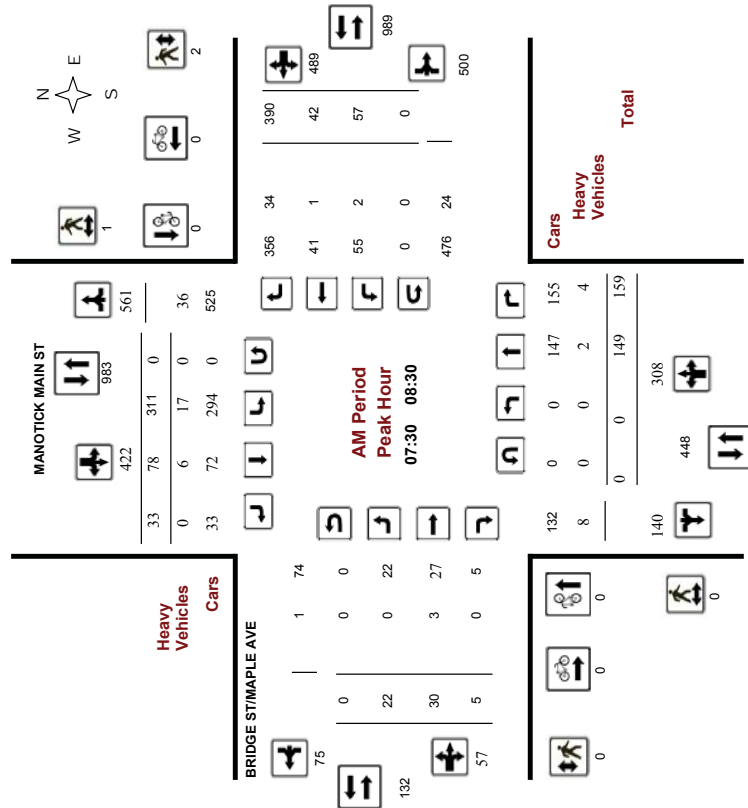 N
W E
S
1
2
0
0
MANOTICK MAIN ST
983
422
561
33 78 311 0
Heavy Vehicles
0 6 17 0 36
Cars
33 72 294 0 525
489
989
500
356 34 390
41 1 42
55 2 57
0 0 0
476 24
AM Period
Peak Hour
07:30 08:30
BRIDGE ST/MAPLE AVE
75
132
57
1 74
0 0 0
22 0 22
30 3 27
5 0 5
Cars
132 0 0 147 155
Heavy
Vehicles
8 0 0 2 4
Total
0 0 149 159
140
448
308
0
0
0
0